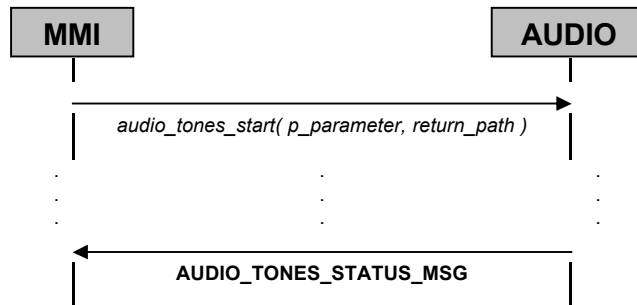 MMI AUDIO
audio_tones_start( p_parameter, return_path )
. . .
. . .
. . .
AUDIO_TONES_STATUS_MSG